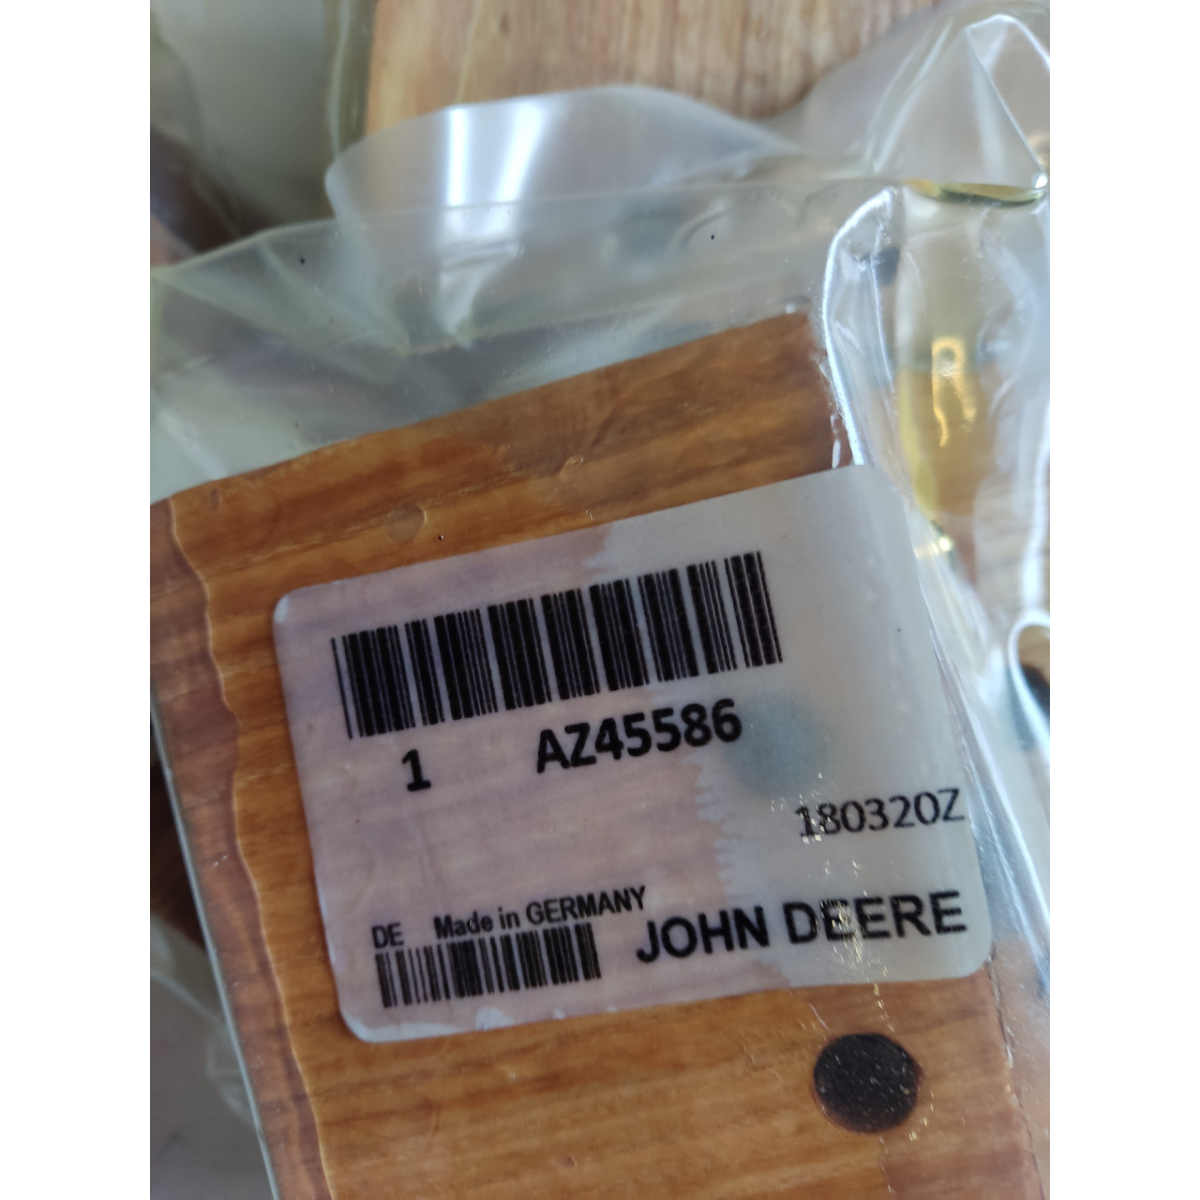 1 AZ45586
180320Z
DE Made in GERMANY
JOHN DEERE